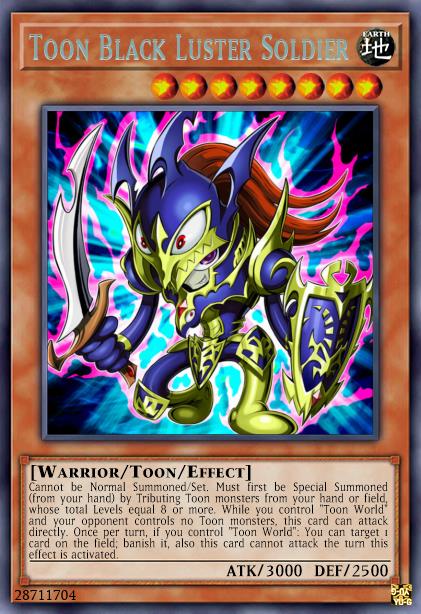 Toon Black Luster Soldier
EARTH
地
[Warrior/Toon/Effect]
Cannot be Normal Summoned/Set. Must first be Special Summoned
(from your hand) by Tributing Toon monsters from your hand or field,
whose total Levels equal 8 or more. While you control "Toon World"
and your opponent controls no Toon monsters, this card can attack
directly. Once per turn, if you control "Toon World": You can target 1
card on the field; banish it, also this card cannot attack the turn this
effect is activated.
ATK/3000 DEF/2500
28711704